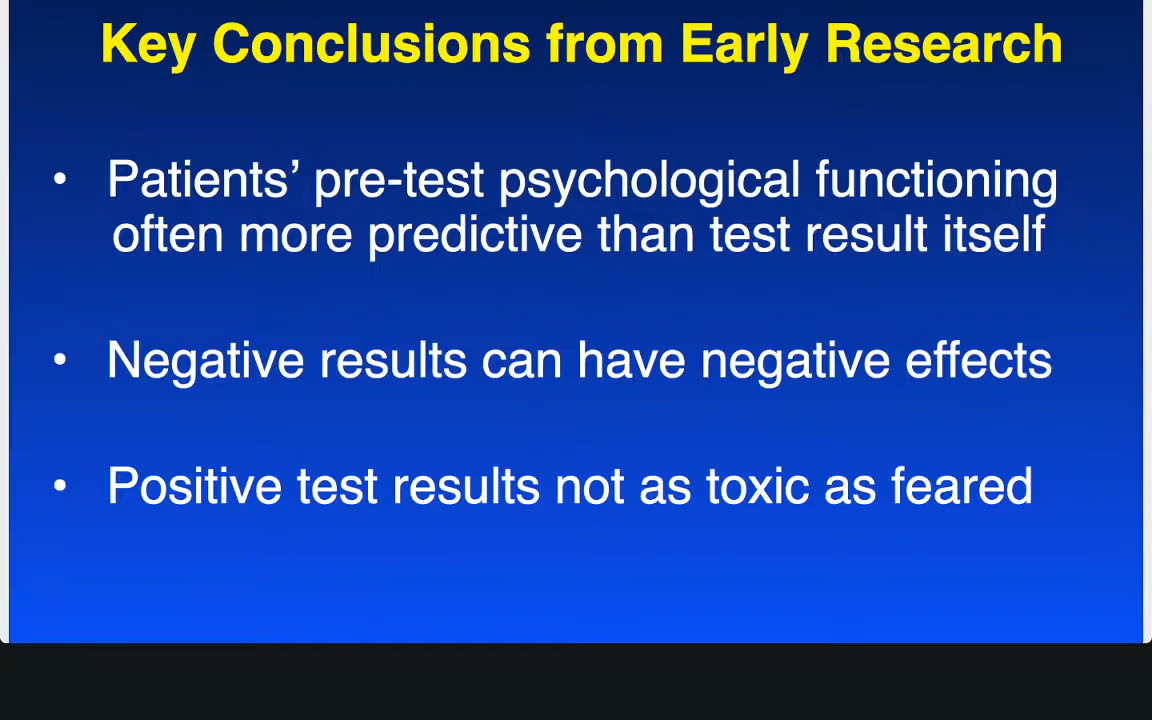 Key Conclusions from Early Research
• Patients’ pre-test psychological functioning
often more predictive than test result itself
• Negative results can have negative effects
• Positive test results not as toxic as feared